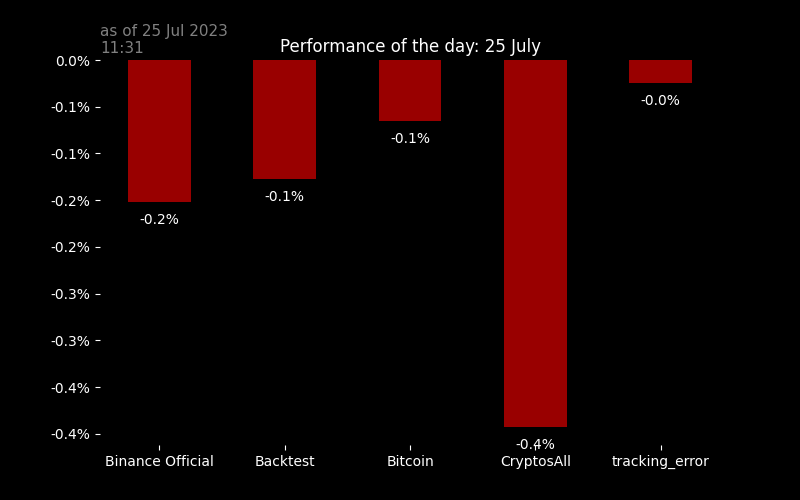 as of 25 Jul 2023
11:31
Performance of the day: 25 July
0.0%
-0.1%
-0.1%
-0.2%
-0.2%
-0.3%
-0.3%
-0.4%
-0.4%
-0.2%
-0.1%
-0.1%
-0.4%
-0.0%
Binance Official
Backtest
Bitcoin
CryptosAll
tracking_error